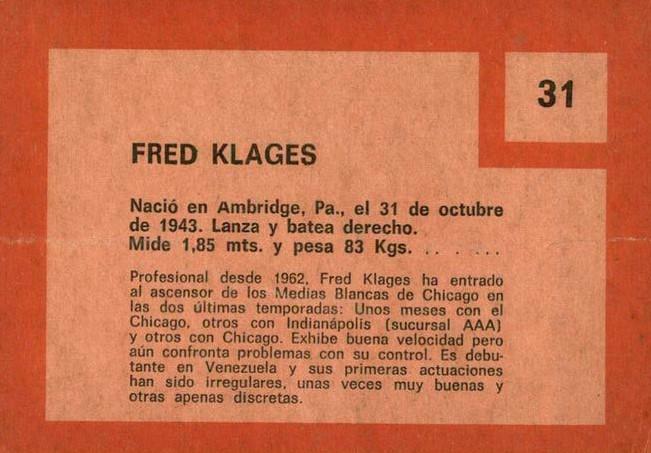 31
FRED KLAGES
Nació en Ambridge, Pa., el 31 de octubre
de 1943. Lanza y batea derecho.
Mide 1,85 mts. y pesa 83 Kgs. . . . . . .
Profesional desde 1962, Fred Klages ha entrado
al ascensor de los Medias Blancas de Chicago en
las dos últimas temporadas: Unos meses con el
Chicago, otros con Indianápolis (sucursal AAA)
y otros con Chicago. Exhibe buena velocidad pero
aún confronta problemas con su control. Es debu-
tante en Venezuela y sus primeras actuaciones
han sido irregulares, unas veces muy buenas y
otras apenas discretas.